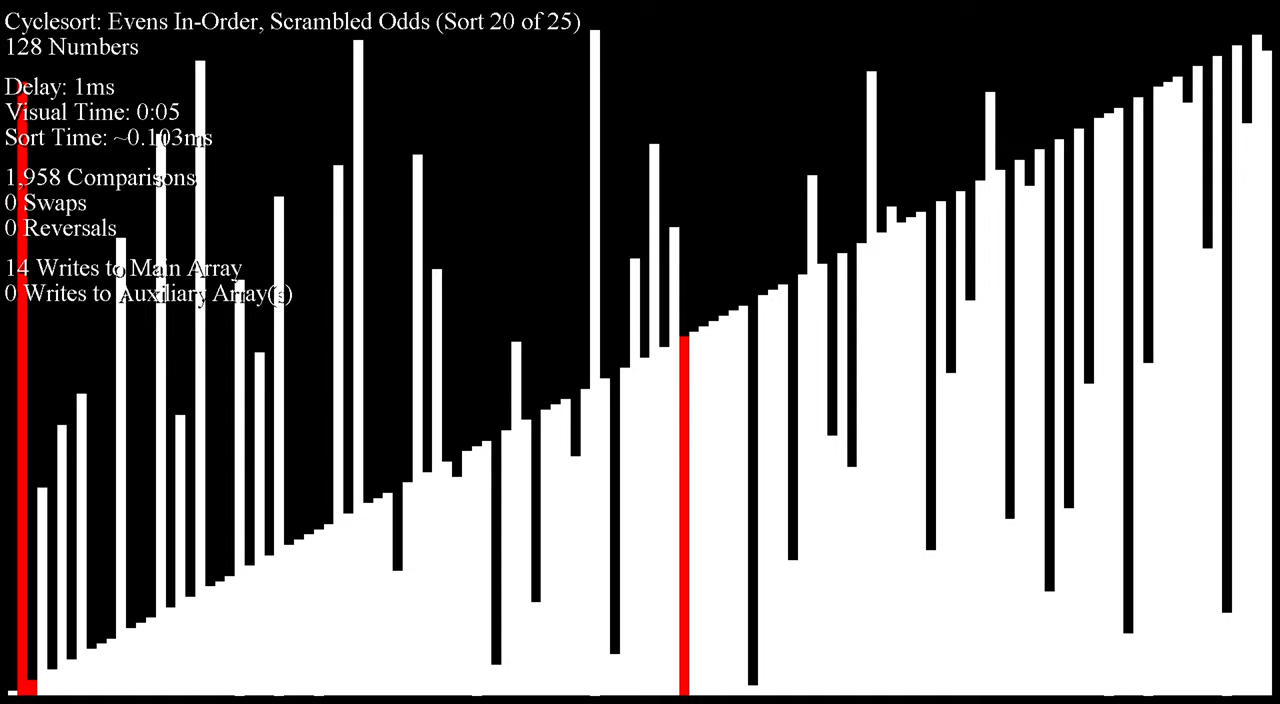 Cyclesort: Evens In-Order, Scrambled Odds (Sort 20 of 25)
128 Numbers
Delay: 1ms
Visual Time: 0:05
Sort Time: ~0.103ms
1,958 Comparisons
0 Swaps
0 Reversals
14 Writes to Main Array
0 Writes to Auxiliary Array(s)